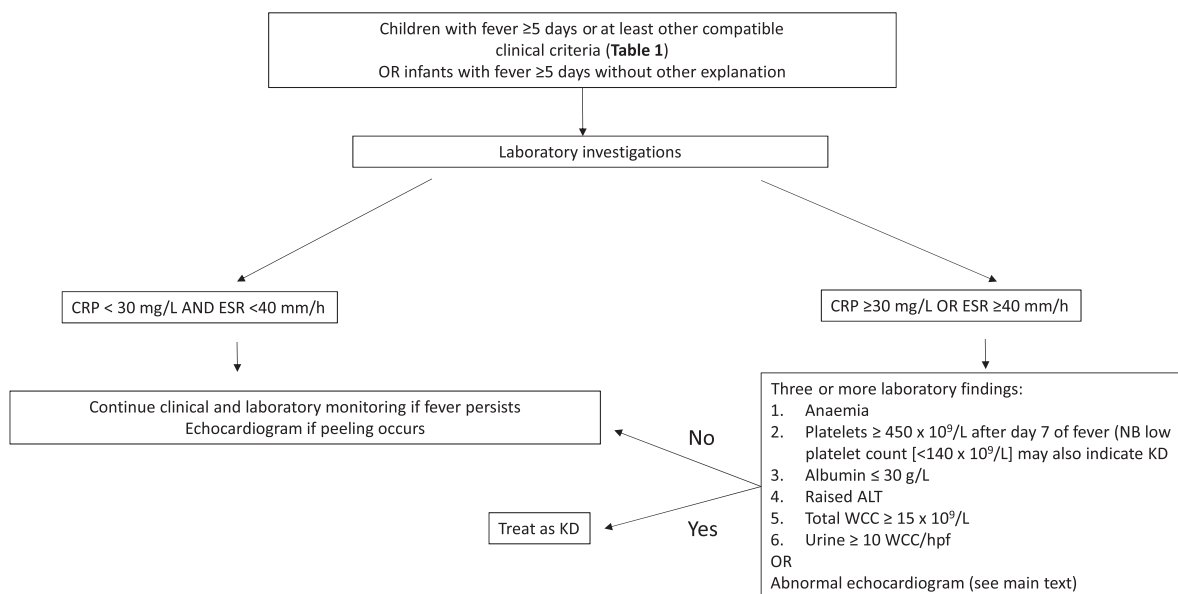 Children with fever ≥5 days or at least other compatible
clinical criteria (Table 1)
OR infants with fever ≥5 days without other explanation
Laboratory investigations
CRP < 30 mg/L AND ESR <40 mm/h
CRP ≥30 mg/L OR ESR ≥40 mm/h
Continue clinical and laboratory monitoring if fever persists
Echocardiogram if peeling occurs
Three or more laboratory findings:
1. Anaemia
2. Platelets ≥ 450 x 10⁹/L after day 7 of fever (NB low
platelet count [<140 x 10⁹/L] may also indicate KD
3. Albumin ≤ 30 g/L
4. Raised ALT
5. Total WCC ≥ 15 x 10⁹/L
6. Urine ≥ 10 WCC/hpf
OR
Abnormal echocardiogram (see main text)
No
Yes
Treat as KD